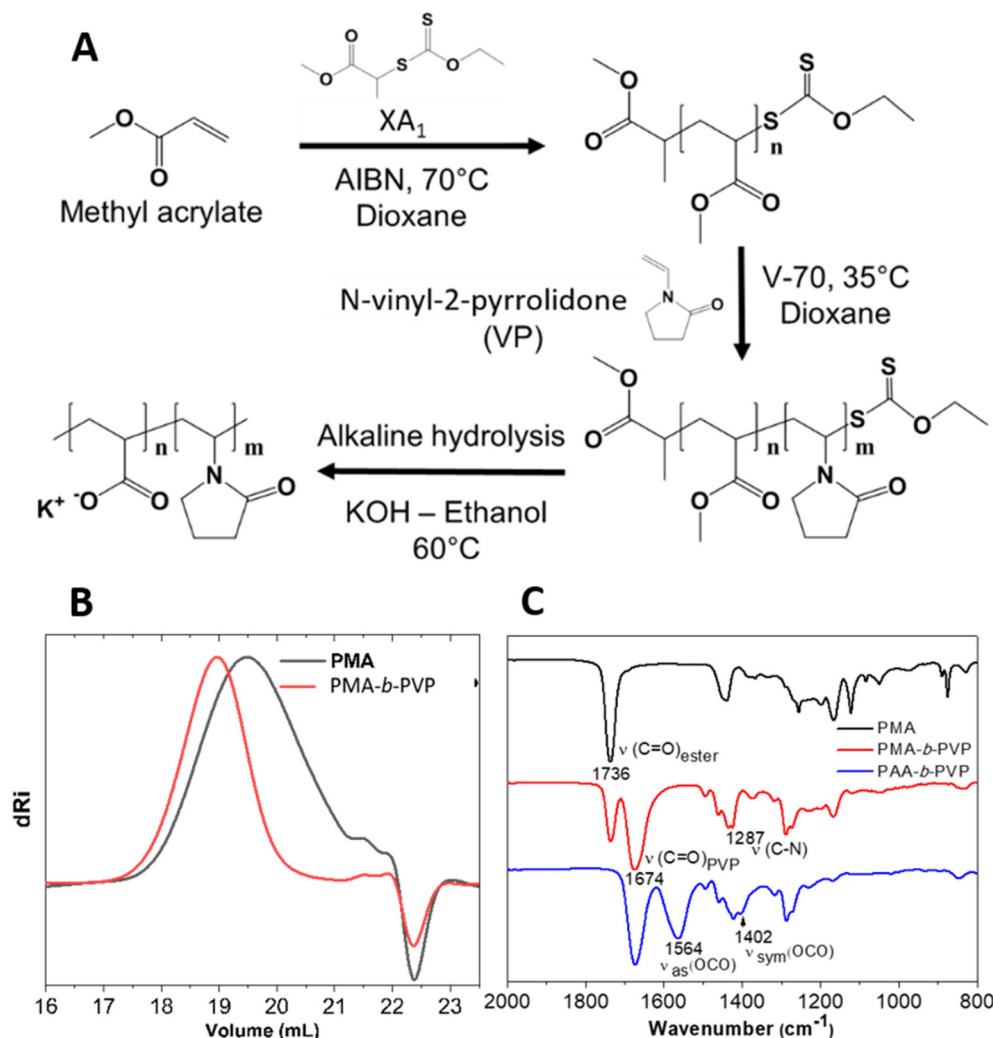 A
O
O
S
S
O
XA₁
AIBN, 70°C
Dioxane
O
O
Methyl acrylate
O
O
n
S
S
O
O
O
N-vinyl-2-pyrrolidone
(VP)
N
O
V-70, 35°C
Dioxane
n
m
K⁺ ⁻O
O
N
O
Alkaline hydrolysis
KOH – Ethanol
60°C
O
O
n
m
S
S
O
O
O
N
O
B
dRi
PMA
PMA-b-PVP
16 17 18 19 20 21 22 23
Volume (mL)
C
PMA
PMA-b-PVP
PAA-b-PVP
ν (C=O)ester
1736
1287
ν (C-N)
ν (C=O)PVP
1674
1564
1402
ν sym(OCO)
ν as(OCO)
2000 1800 1600 1400 1200 1000 800
Wavenumber (cm⁻¹)